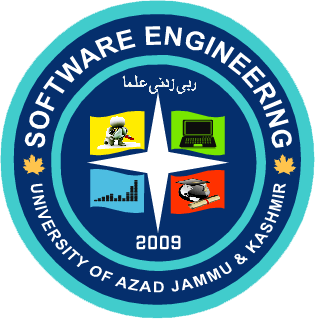 SOFTWARE ENGINEERING
ربی زدنی علما
2009
UNIVERSITY OF AZAD JAMMU & KASHMIR